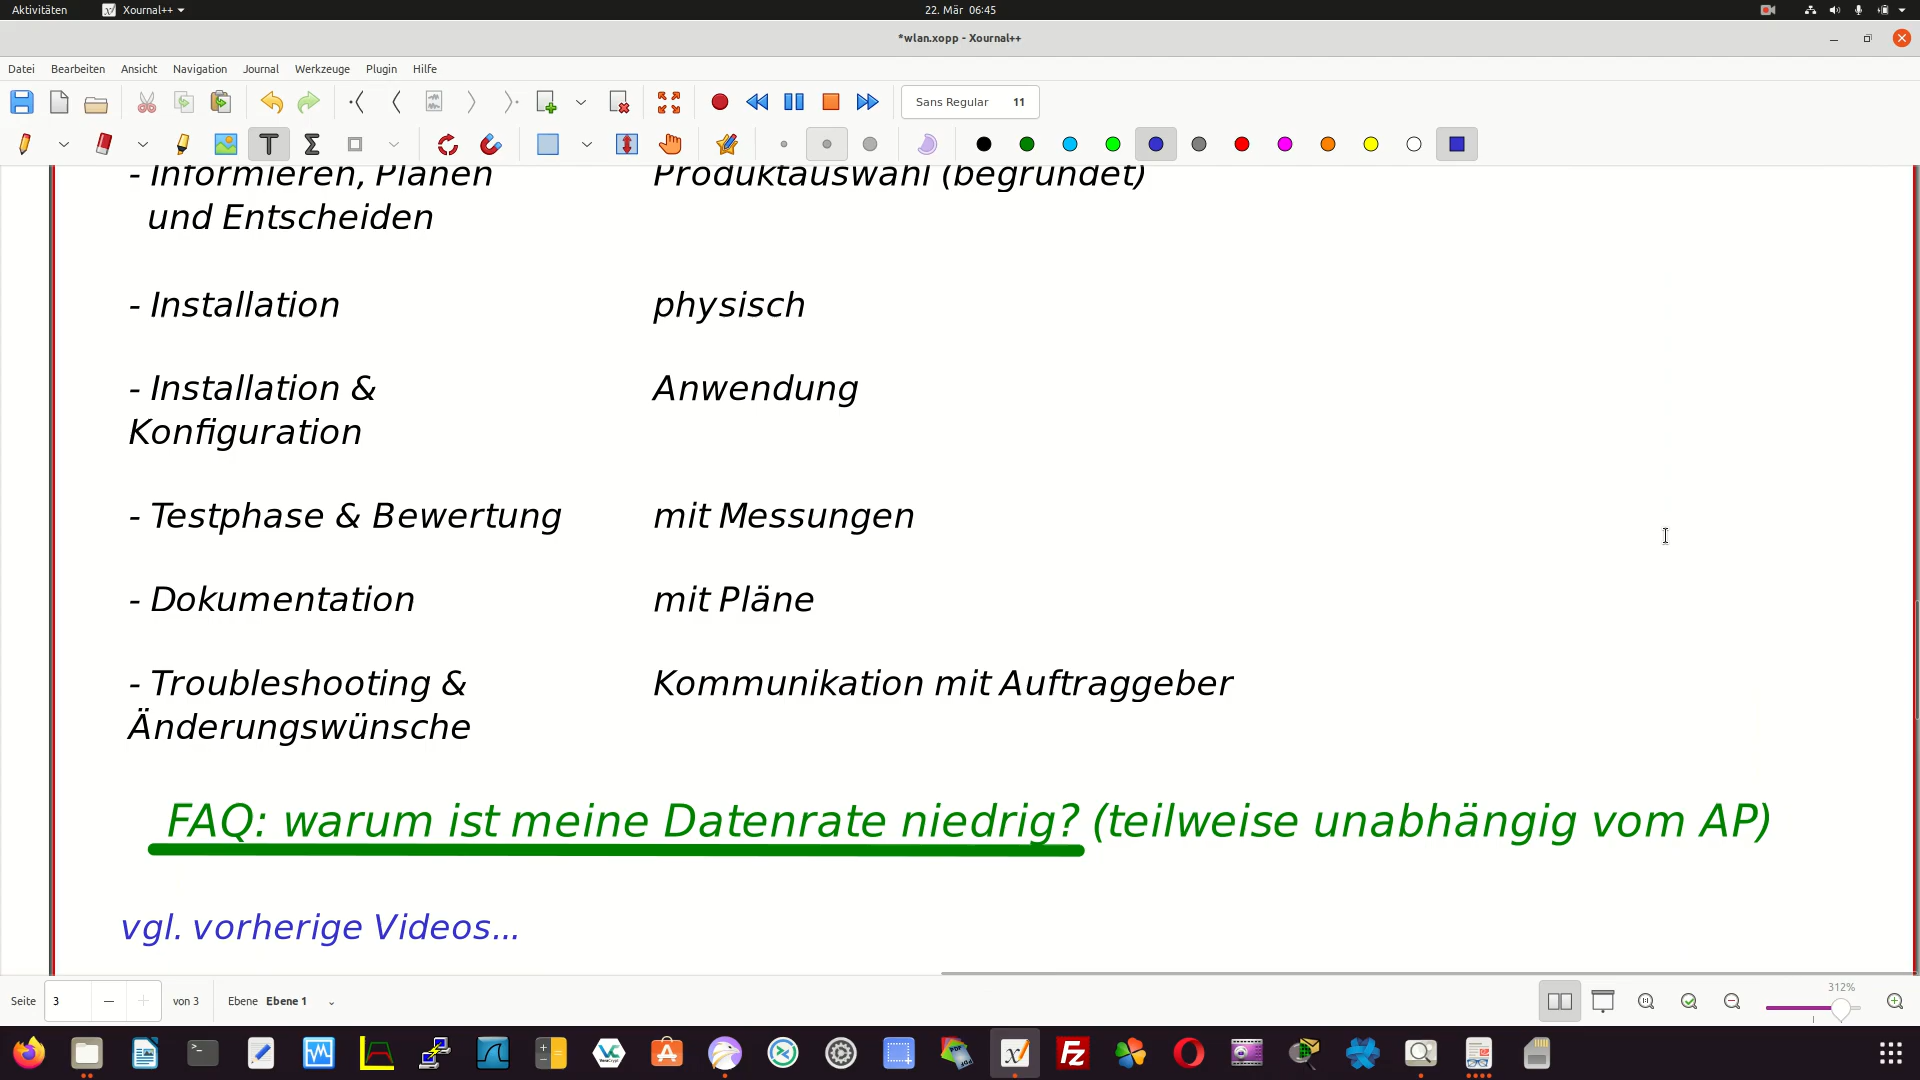 Aktivitäten Xournal++ 22. Mär 06:45
*wlan.xopp - Xournal++
Datei Bearbeiten Ansicht Navigation Journal Werkzeuge Plugin Hilfe
Sans Regular 11
- Informieren, Planen Produktauswahl (begründet)
und Entscheiden
- Installation physisch
- Installation & Anwendung
Konfiguration
- Testphase & Bewertung mit Messungen
- Dokumentation mit Pläne
- Troubleshooting & Kommunikation mit Auftraggeber
Änderungswünsche
FAQ: warum ist meine Datenrate niedrig? (teilweise unabhängig vom AP)
vgl. vorherige Videos...
312%
Seite 3 von 3 Ebene Ebene 1